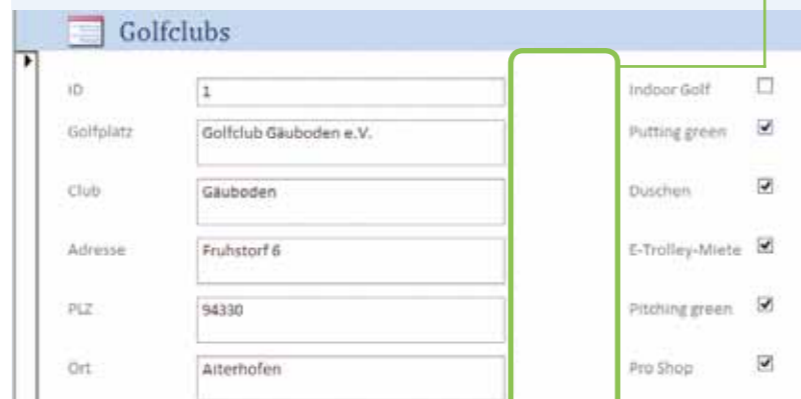 Golfclubs
ID
1
Golfplatz
Golfclub Gäuboden e.V.
Club
Gäuboden
Adresse
Fruhstorf 6
PLZ
94330
Ort
Aiterhofen
Indoor Golf
Putting green
Duschen
E-Trolley-Miete
Pitching green
Pro Shop